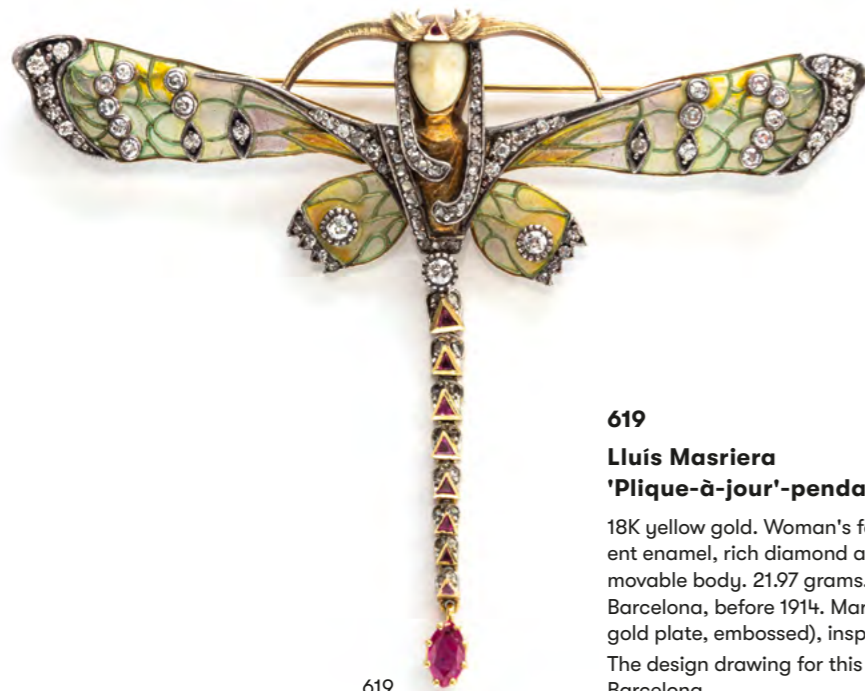 619
Lluís Masriera
'Plique-à-jour'-penda
18K yellow gold. Woman's f
ent enamel, rich diamond a
movable body. 21.97 grams.
Barcelona, before 1914. Mar
gold plate, embossed), insp
The design drawing for this
Barcelona
619